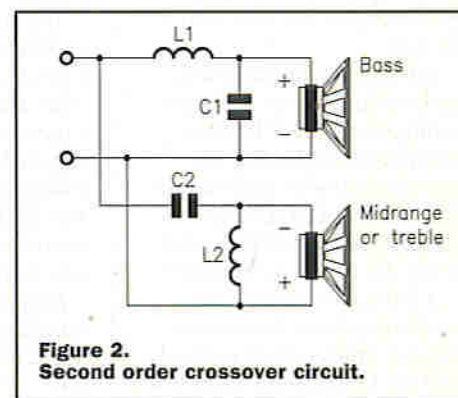 L1
+
Bass
C1
−
C2
−
Midrange
or treble
L2
+
Figure 2.
Second order crossover circuit.